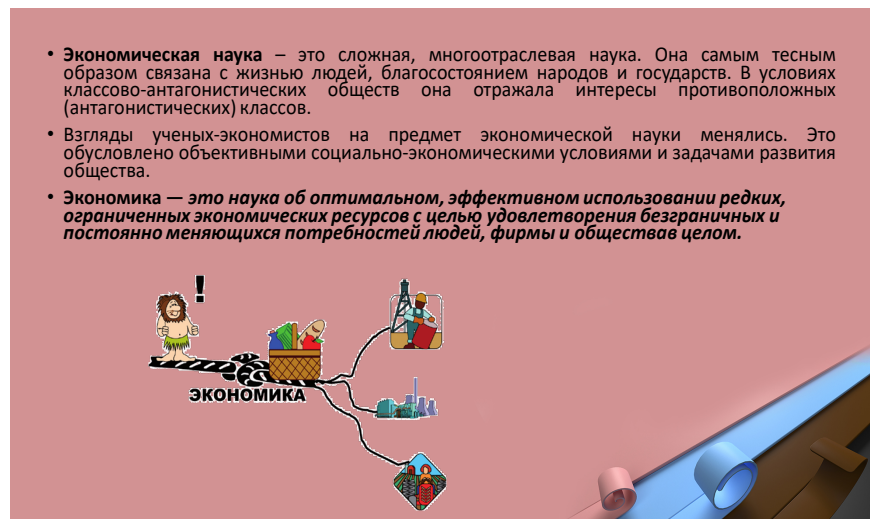 • Экономическая наука – это сложная, многоотраслевая наука. Она самым тесным
образом связана с жизнью людей, благосостоянием народов и государств. В условиях
классово-антагонистических обществ она отражала интересы противоположных
(антагонистических) классов.
• Взгляды ученых-экономистов на предмет экономической науки менялись. Это
обусловлено объективными социально-экономическими условиями и задачами развития
общества.
• Экономика — это наука об оптимальном, эффективном использовании редких,
ограниченных экономических ресурсов с целью удовлетворения безграничных и
постоянно меняющихся потребностей людей, фирмы и обществав целом.
!
ЭКОНОМИКА